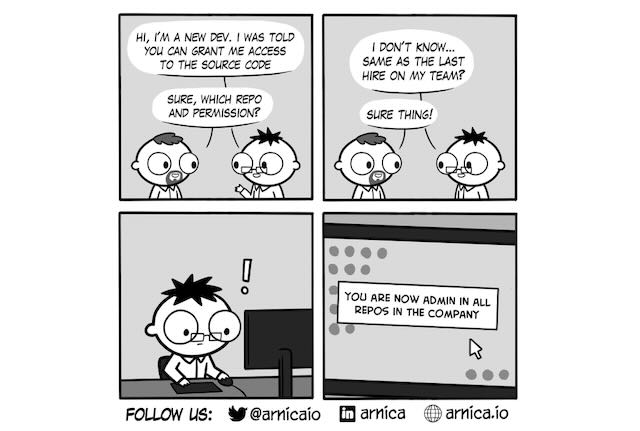 HI, I'M A NEW DEV. I WAS TOLD
YOU CAN GRANT ME ACCESS
TO THE SOURCE CODE
SURE, WHICH REPO
AND PERMISSION?
I DON'T KNOW...
SAME AS THE LAST
HIRE ON MY TEAM?
SURE THING!
!
YOU ARE NOW ADMIN IN ALL
REPOS IN THE COMPANY
FOLLOW US: @arnicaio in arnica arnica.io